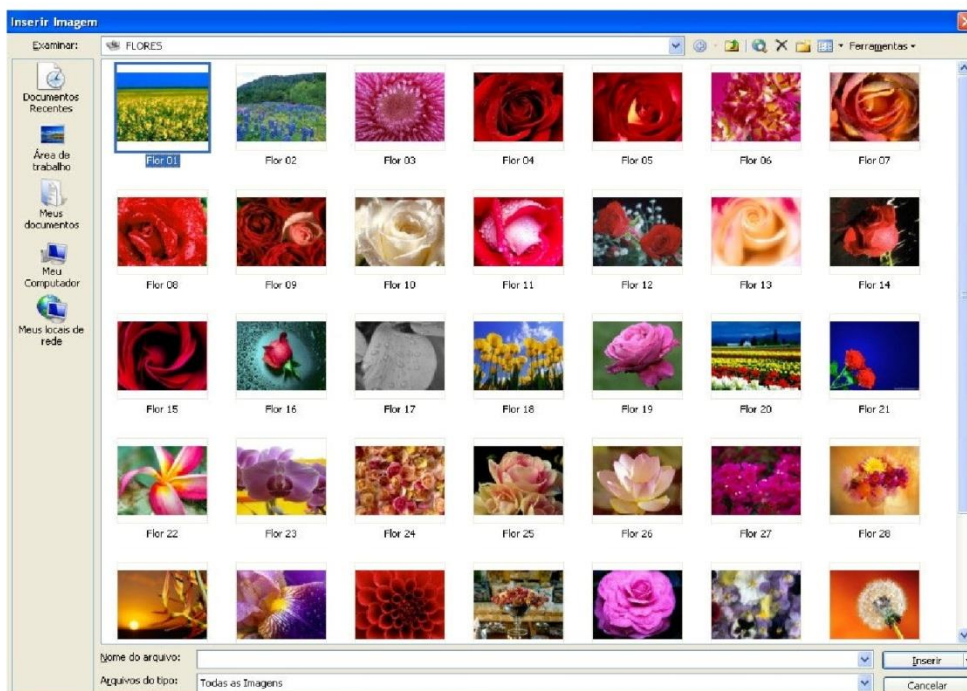 Inserir Imagem
Examinar:
FLORES
Ferramentas
Documentos
Recentes
Área de
trabalho
Meus
documentos
Meu
Computador
Meus locais de
rede
Flor 01
Flor 02
Flor 03
Flor 04
Flor 05
Flor 06
Flor 07
Flor 08
Flor 09
Flor 10
Flor 11
Flor 12
Flor 13
Flor 14
Flor 15
Flor 16
Flor 17
Flor 18
Flor 19
Flor 20
Flor 21
Flor 22
Flor 23
Flor 24
Flor 25
Flor 26
Flor 27
Flor 28
Nome do arquivo:
Inserir
Arquivos do tipo:
Todas as Imagens
Cancelar